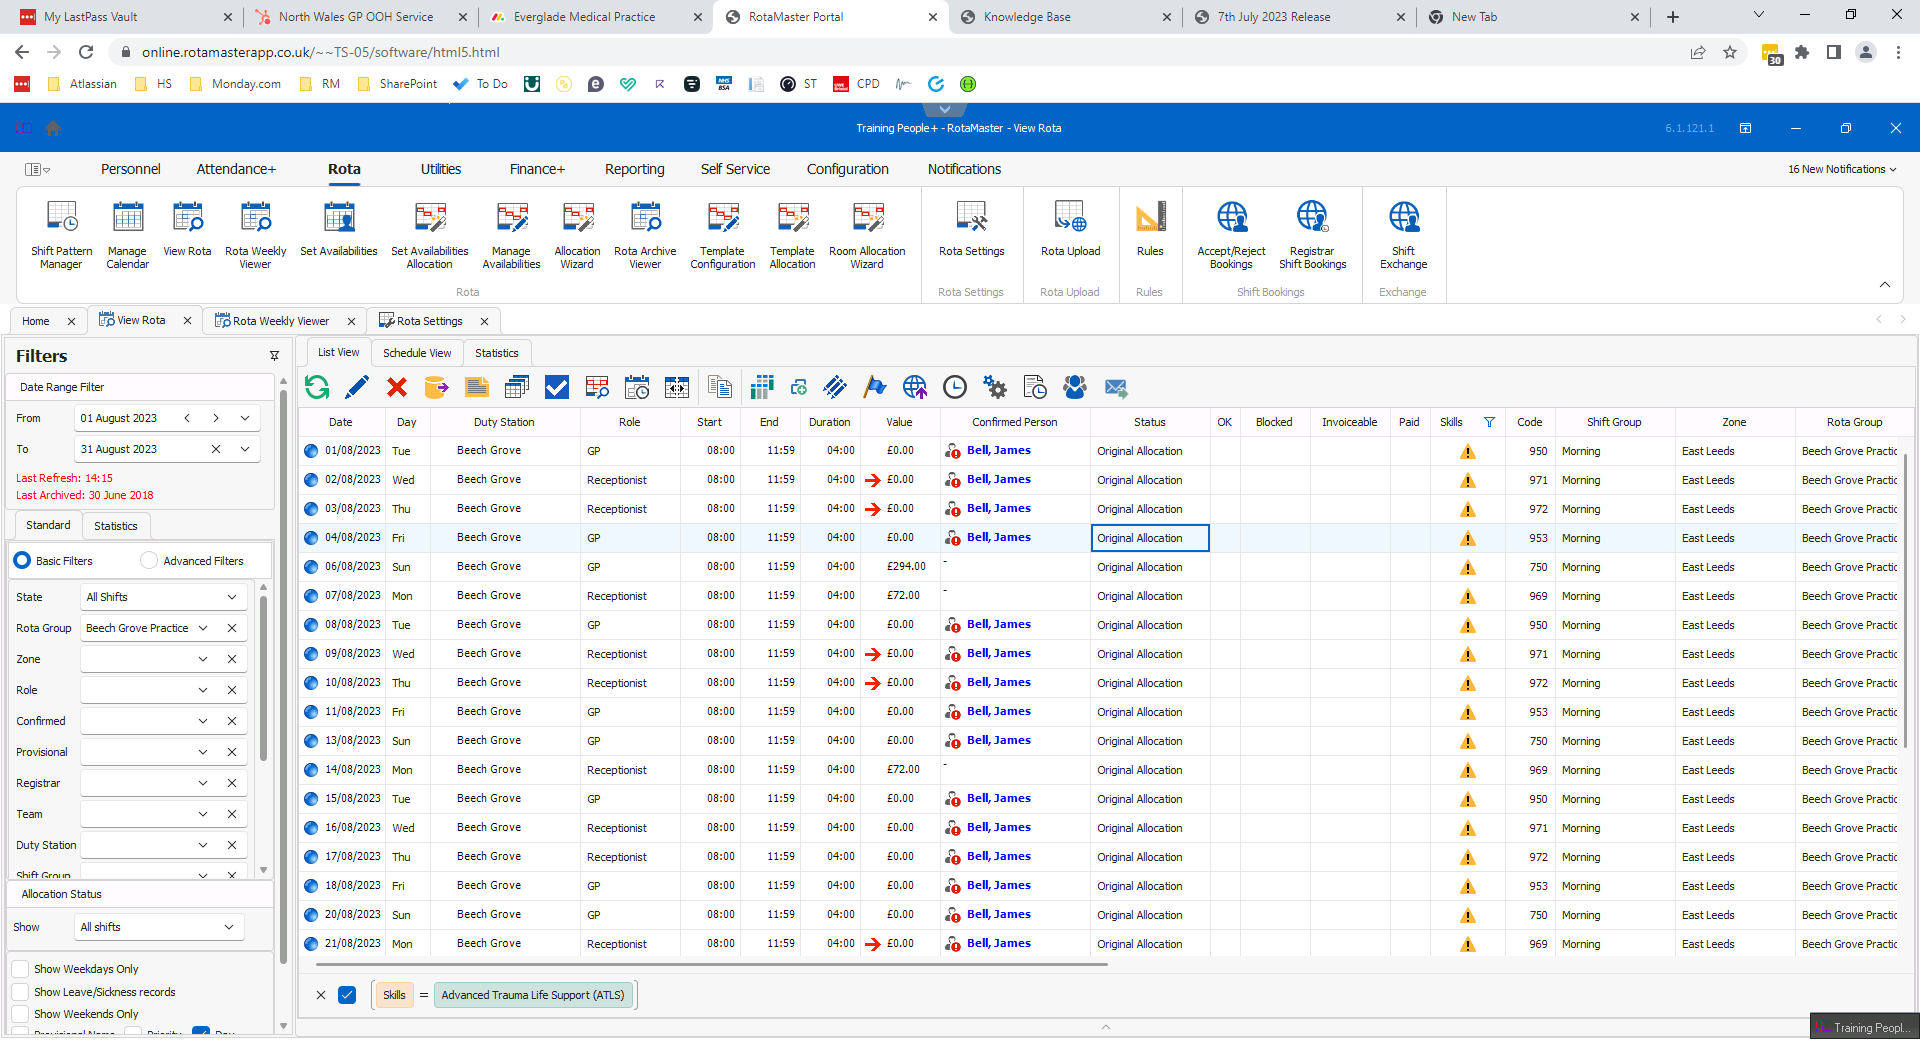 My LastPass Vault
North Wales GP OOH Service
Everglade Medical Practice
RotaMaster Portal
Knowledge Base
7th July 2023 Release
New Tab
online.rotamasterapp.co.uk/~~TS-05/software/html5.html
30
Atlassian HS Monday.com RM SharePoint To Do ST CPD
Training People+ - RotaMaster - View Rota
6.1.121.1
Personnel Attendance+ Rota Utilities Finance+ Reporting Self Service Configuration Notifications
16 New Notifications
Shift Pattern Manager
Manage Calendar
View Rota
Rota Weekly Viewer
Set Availabilities
Set Availabilities Allocation
Manage Availabilities
Allocation Wizard
Rota Archive Viewer
Template Configuration
Template Allocation
Room Allocation Wizard
Rota Settings
Rota Upload
Rules
Accept/Reject Bookings
Registrar Shift Bookings
Shift Exchange
Rota Rota Settings Rota Upload Rules Shift Bookings Exchange
Home View Rota Rota Weekly Viewer Rota Settings
Filters
Date Range Filter
From 01 August 2023
To 31 August 2023
Last Refresh: 14:15
Last Archived: 30 June 2018
Standard Statistics
Basic Filters Advanced Filters
State All Shifts
Rota Group Beech Grove Practice
Zone
Role
Confirmed
Provisional
Registrar
Team
Duty Station
Shift Group
Allocation Status
Show All shifts
Show Weekdays Only
Show Leave/Sickness records
Show Weekends Only
Provisional Name Priority Day
List View Schedule View Statistics
Date Day Duty Station Role Start End Duration Value Confirmed Person Status OK Blocked Invoiceable Paid Skills Code Shift Group Zone Rota Group
01/08/2023 Tue Beech Grove GP 08:00 11:59 04:00 £0.00 Bell, James Original Allocation 950 Morning East Leeds Beech Grove Practic
02/08/2023 Wed Beech Grove Receptionist 08:00 11:59 04:00 £0.00 Bell, James Original Allocation 971 Morning East Leeds Beech Grove Practic
03/08/2023 Thu Beech Grove Receptionist 08:00 11:59 04:00 £0.00 Bell, James Original Allocation 972 Morning East Leeds Beech Grove Practic
04/08/2023 Fri Beech Grove GP 08:00 11:59 04:00 £0.00 Bell, James Original Allocation 953 Morning East Leeds Beech Grove Practic
06/08/2023 Sun Beech Grove GP 08:00 11:59 04:00 £294.00 - Original Allocation 750 Morning East Leeds Beech Grove Practic
07/08/2023 Mon Beech Grove Receptionist 08:00 11:59 04:00 £72.00 - Original Allocation 969 Morning East Leeds Beech Grove Practic
08/08/2023 Tue Beech Grove GP 08:00 11:59 04:00 £0.00 Bell, James Original Allocation 950 Morning East Leeds Beech Grove Practic
09/08/2023 Wed Beech Grove Receptionist 08:00 11:59 04:00 £0.00 Bell, James Original Allocation 971 Morning East Leeds Beech Grove Practic
10/08/2023 Thu Beech Grove Receptionist 08:00 11:59 04:00 £0.00 Bell, James Original Allocation 972 Morning East Leeds Beech Grove Practic
11/08/2023 Fri Beech Grove GP 08:00 11:59 04:00 £0.00 Bell, James Original Allocation 953 Morning East Leeds Beech Grove Practic
13/08/2023 Sun Beech Grove GP 08:00 11:59 04:00 £0.00 Bell, James Original Allocation 750 Morning East Leeds Beech Grove Practic
14/08/2023 Mon Beech Grove Receptionist 08:00 11:59 04:00 £72.00 - Original Allocation 969 Morning East Leeds Beech Grove Practic
15/08/2023 Tue Beech Grove GP 08:00 11:59 04:00 £0.00 Bell, James Original Allocation 950 Morning East Leeds Beech Grove Practic
16/08/2023 Wed Beech Grove Receptionist 08:00 11:59 04:00 £0.00 Bell, James Original Allocation 971 Morning East Leeds Beech Grove Practic
17/08/2023 Thu Beech Grove Receptionist 08:00 11:59 04:00 £0.00 Bell, James Original Allocation 972 Morning East Leeds Beech Grove Practic
18/08/2023 Fri Beech Grove GP 08:00 11:59 04:00 £0.00 Bell, James Original Allocation 953 Morning East Leeds Beech Grove Practic
20/08/2023 Sun Beech Grove GP 08:00 11:59 04:00 £0.00 Bell, James Original Allocation 750 Morning East Leeds Beech Grove Practic
21/08/2023 Mon Beech Grove Receptionist 08:00 11:59 04:00 £0.00 Bell, James Original Allocation 969 Morning East Leeds Beech Grove Practic
Skills = Advanced Trauma Life Support (ATLS)
Training Peopl...